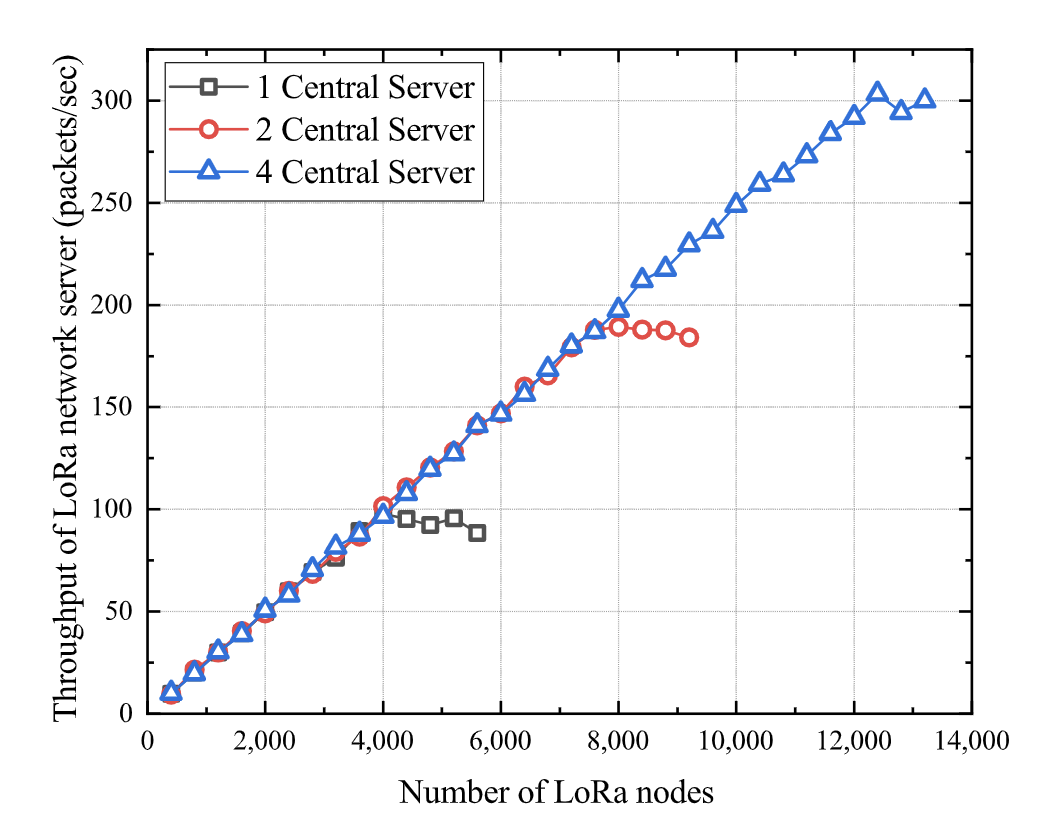 1 Central Server
2 Central Server
4 Central Server
Throughput of LoRa network server (packets/sec)
300
250
200
150
100
50
0
0 2,000 4,000 6,000 8,000 10,000 12,000 14,000
Number of LoRa nodes